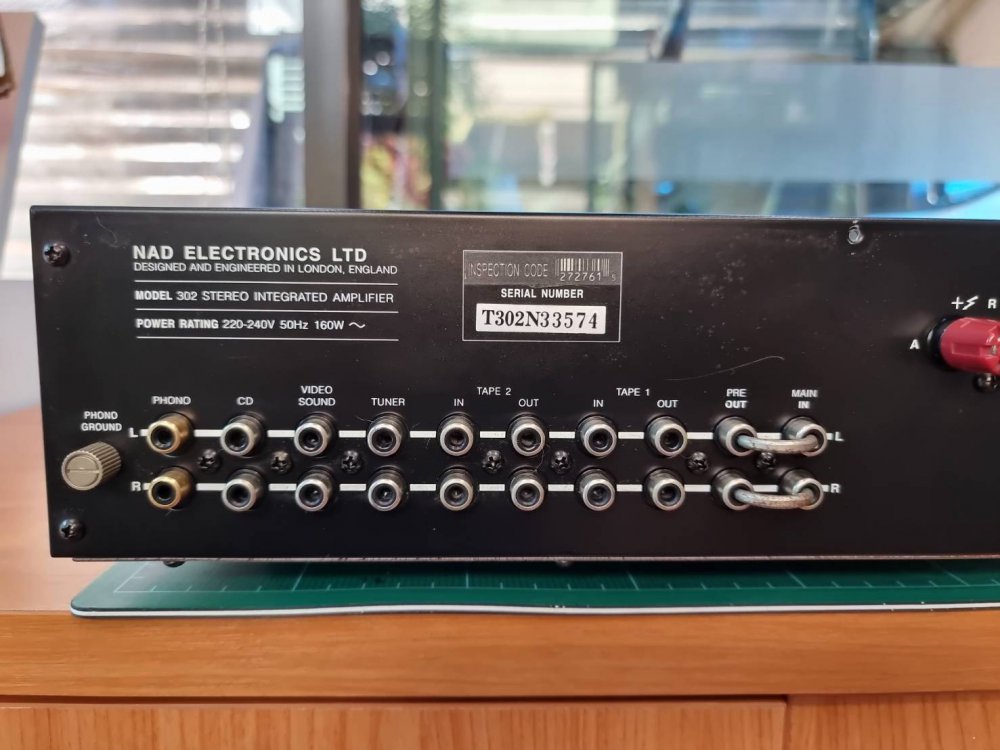 NAD ELECTRONICS LTD
DESIGNED AND ENGINEERED IN LONDON, ENGLAND
MODEL 302 STEREO INTEGRATED AMPLIFIER
POWER RATING 220-240V 50Hz 160W ～
INSPECTION CODE 272761 s
SERIAL NUMBER
T302N33574
+ R
A
PHONO GROUND
PHONO
CD
VIDEO SOUND
TUNER
TAPE 2
IN
OUT
TAPE 1
IN
OUT
PRE OUT
MAIN IN
L
L
R
R